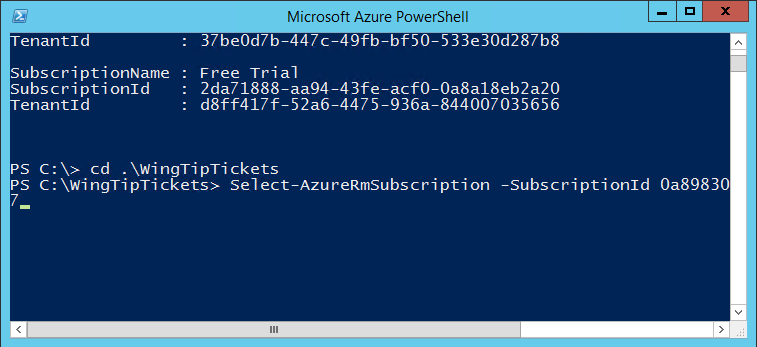 Microsoft Azure PowerShell
TenantId         : 37be0d7b-447c-49fb-bf50-533e30d287b8
SubscriptionName : Free Trial
SubscriptionId   : 2da71888-aa94-43fe-acf0-0a8a18eb2a20
TenantId         : d8ff417f-52a6-4475-936a-844007035656
PS C:\> cd .\WingTipTickets
PS C:\WingTipTickets> Select-AzureRmSubscription -SubscriptionId 0a89830
7